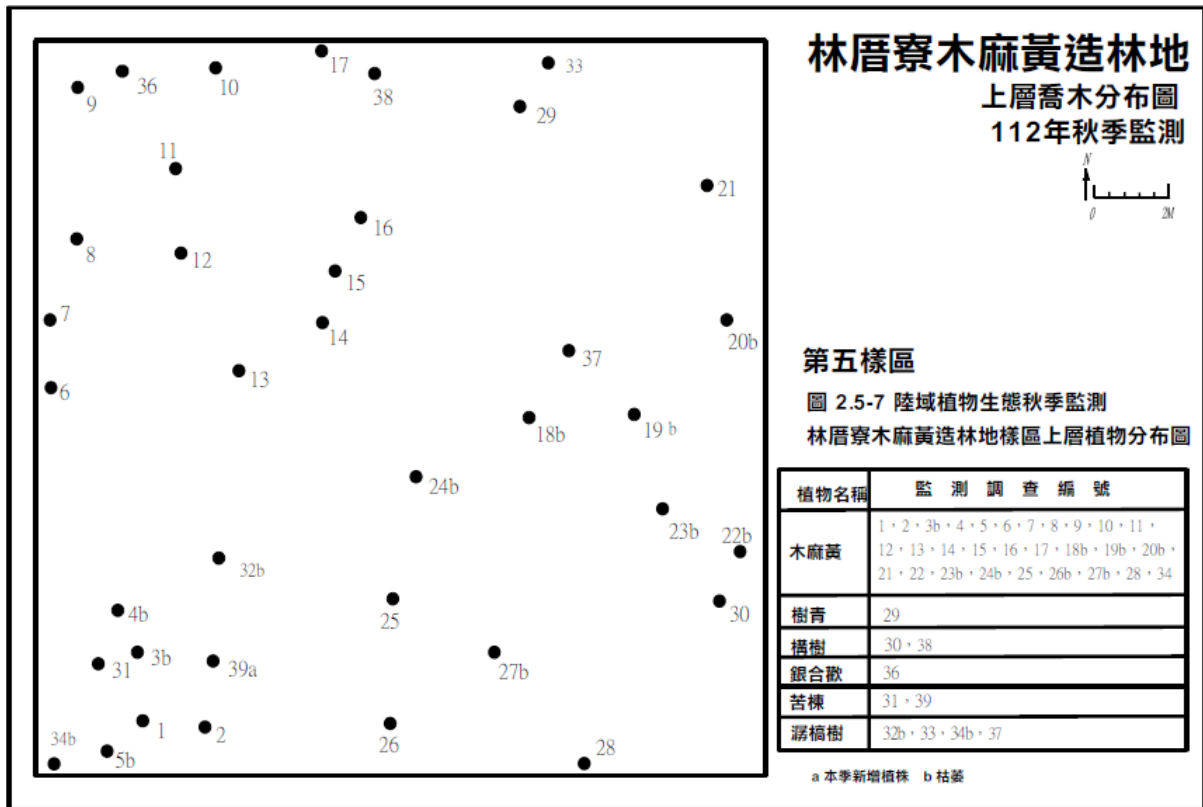 林厝寮木麻黃造林地
上層喬木分布圖
112年秋季監測
N
0 2M
17
33
36
10
38
9
29
11
21
16
8
12
15
7
14
20b
37
13
6
18b
19 b
24b
23b
22b
32b
4b
25
30
3b
31
39a
27b
1
2
34b
26
5b
28
第五樣區
圖 2.5-7 陸域植物生態秋季監測
林厝寮木麻黃造林地樣區上層植物分布圖
植物名稱 監 測 調 查 編 號
木麻黃
1,2,3b,4,5,6,7,8,9,10,11,
12,13,14,15,16,17,18b,19b,20b,
21,22,23b,24b,25,26b,27b,28,34
樹青 29
構樹 30,38
銀合歡 36
苦楝 31,39
潺槁樹 32b,33,34b,37
a 本季新增植株 b 枯萎